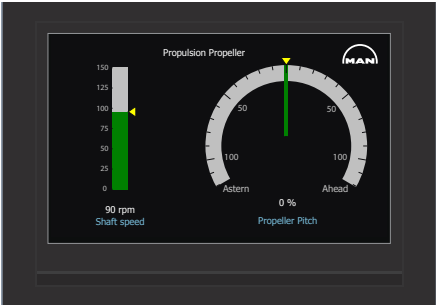 Propulsion Propeller
MAN
150
125
100
75
50
25
0
90 rpm
Shaft speed
50
50
100
100
Astern
Ahead
0 %
Propeller Pitch